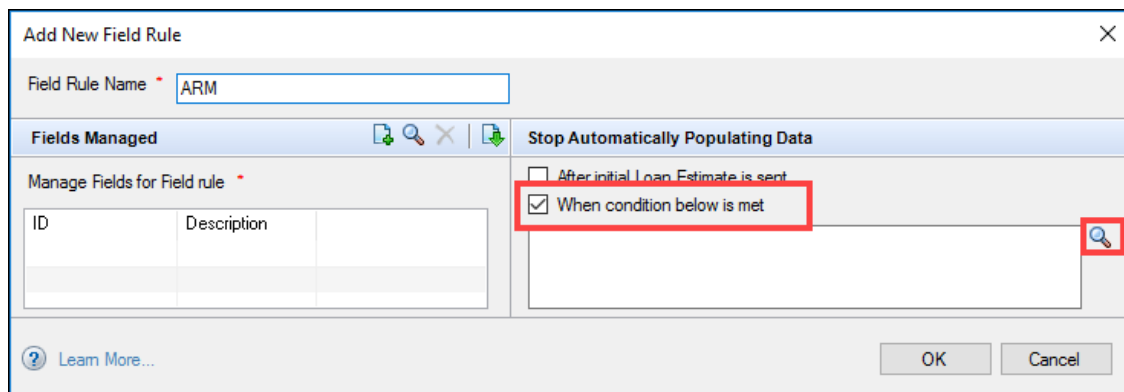 Add New Field Rule
Field Rule Name *
ARM
Fields Managed
Stop Automatically Populating Data
Manage Fields for Field rule *
After initial Loan Estimate is sent
When condition below is met
ID Description
? Learn More...
OK
Cancel